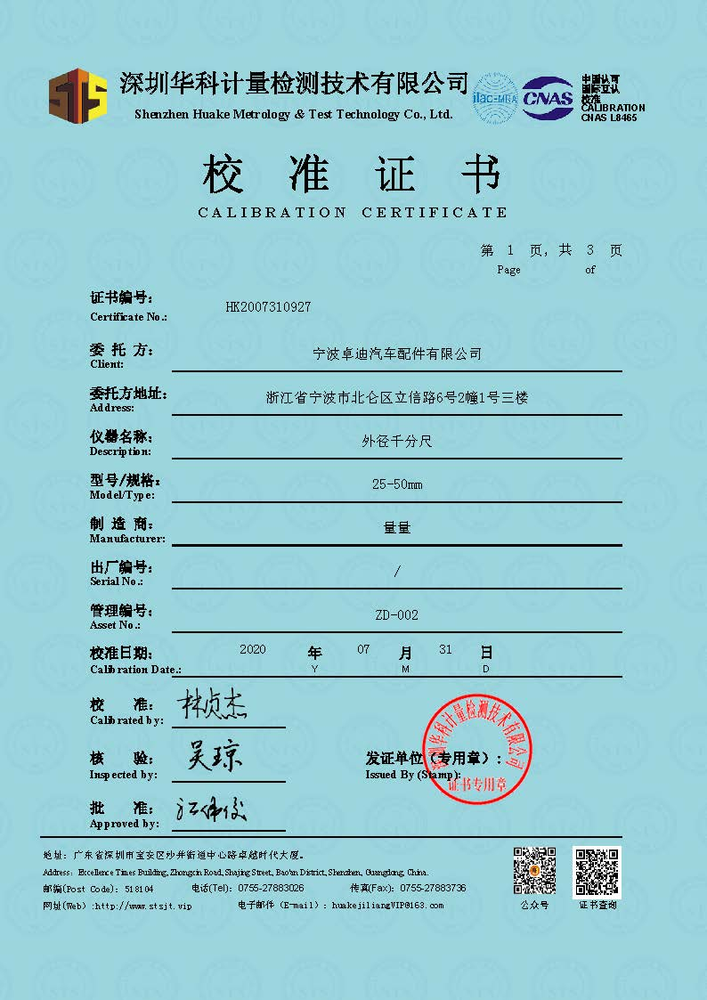 STS
深圳华科计量检测技术有限公司
Shenzhen Huake Metrology & Test Technology Co., Ltd.
ilac-MRA
CNAS
中国认可
国际互认
校准
CALIBRATION
CNAS L8465
校 准 证 书
CALIBRATION CERTIFICATE
第 1 页, 共 3 页
Page of
证书编号: HK2007310927
Certificate No.:
委 托 方: 宁波卓迪汽车配件有限公司
Client:
委托方地址: 浙江省宁波市北仑区立信路6号2幢1号三楼
Address:
仪器名称: 外径千分尺
Description:
型号/规格: 25-50mm
Model/Type:
制 造 商: 量量
Manufacturer:
出厂编号: /
Serial No.:
管理编号: ZD-002
Asset No.:
校准日期: 2020 年 07 月 31 日
Calibration Date.: Y M D
校 准: 林贞杰
Calibrated by:
核 验: 吴琼
Inspected by:
发证单位(专用章):
Issued By (Stamp):
深圳华科计量检测技术有限公司
证书专用章
批 准: 江伟俊
Approved by:
地址: 广东省深圳市宝安区沙井街道中心路卓越时代大厦。
Address: Excellence Times Building, Zhongxin Road, Shajing Street, Bao'an District, Shenzhen, Guangdong, China.
邮编(Post Code): 518104 电话(Tel): 0755-27883026 传真(Fax): 0755-27883736
网址(Web):http://www.stsjt.vip 电子邮件(E-mail): huakejiliangVIP@163.com
公众号 证书查询